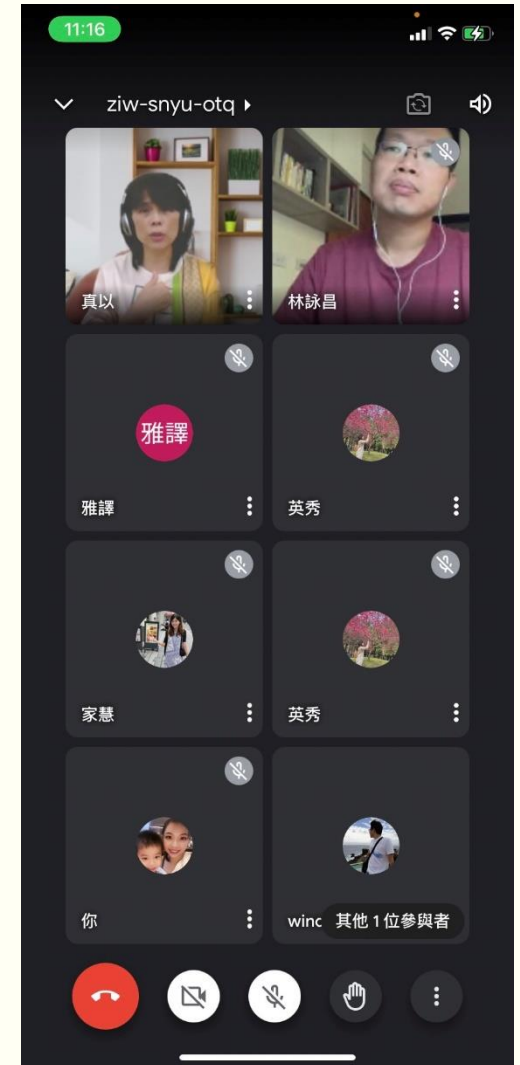 11:16
ziw-snyu-otq
真以
林詠昌
雅譯
雅譯
英秀
家慧
英秀
你
winc 其他 1 位參與者